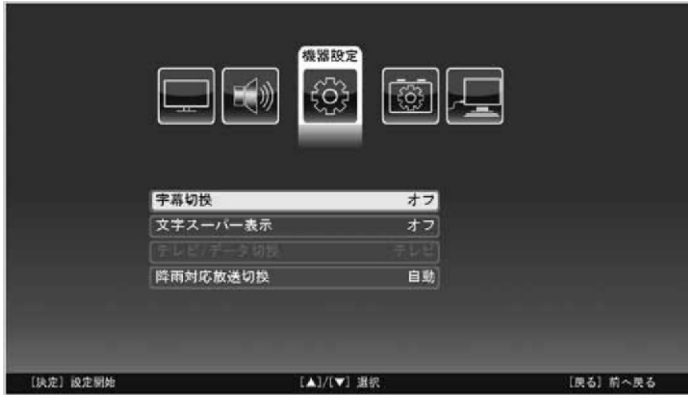 機器設定
字幕切換 オフ
文字スーパー表示 オフ
テレビ/データ切換 テレビ
降雨対応放送切換 自動
[決定] 設定開始 [▲]/[▼] 選択 [戻る] 前へ戻る